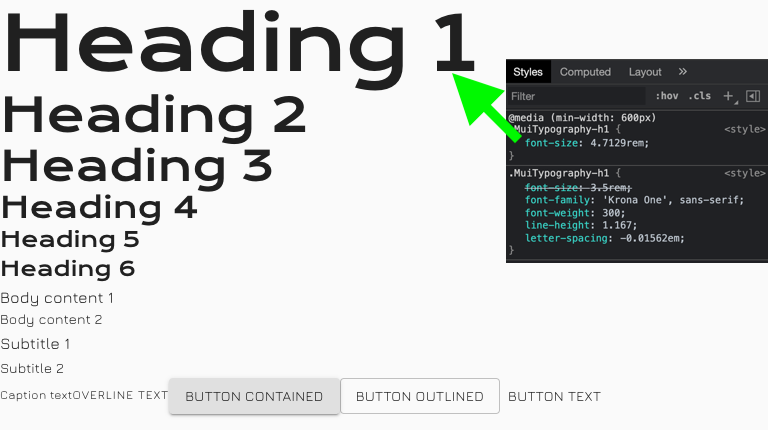 Heading 1
Heading 2
Heading 3
Heading 4
Heading 5
Heading 6
Body content 1
Body content 2
Subtitle 1
Subtitle 2
Caption textOVERLINE TEXT BUTTON CONTAINED BUTTON OUTLINED BUTTON TEXT
Styles Computed Layout »
Filter :hov .cls +
@media (min-width: 600px)
.MuiTypography-h1 { <style>
font-size: 4.7129rem;
}
.MuiTypography-h1 { <style>
font-size: 3.5rem;
font-family: 'Krona One', sans-serif;
font-weight: 300;
line-height: 1.167;
letter-spacing: -0.01562em;
}